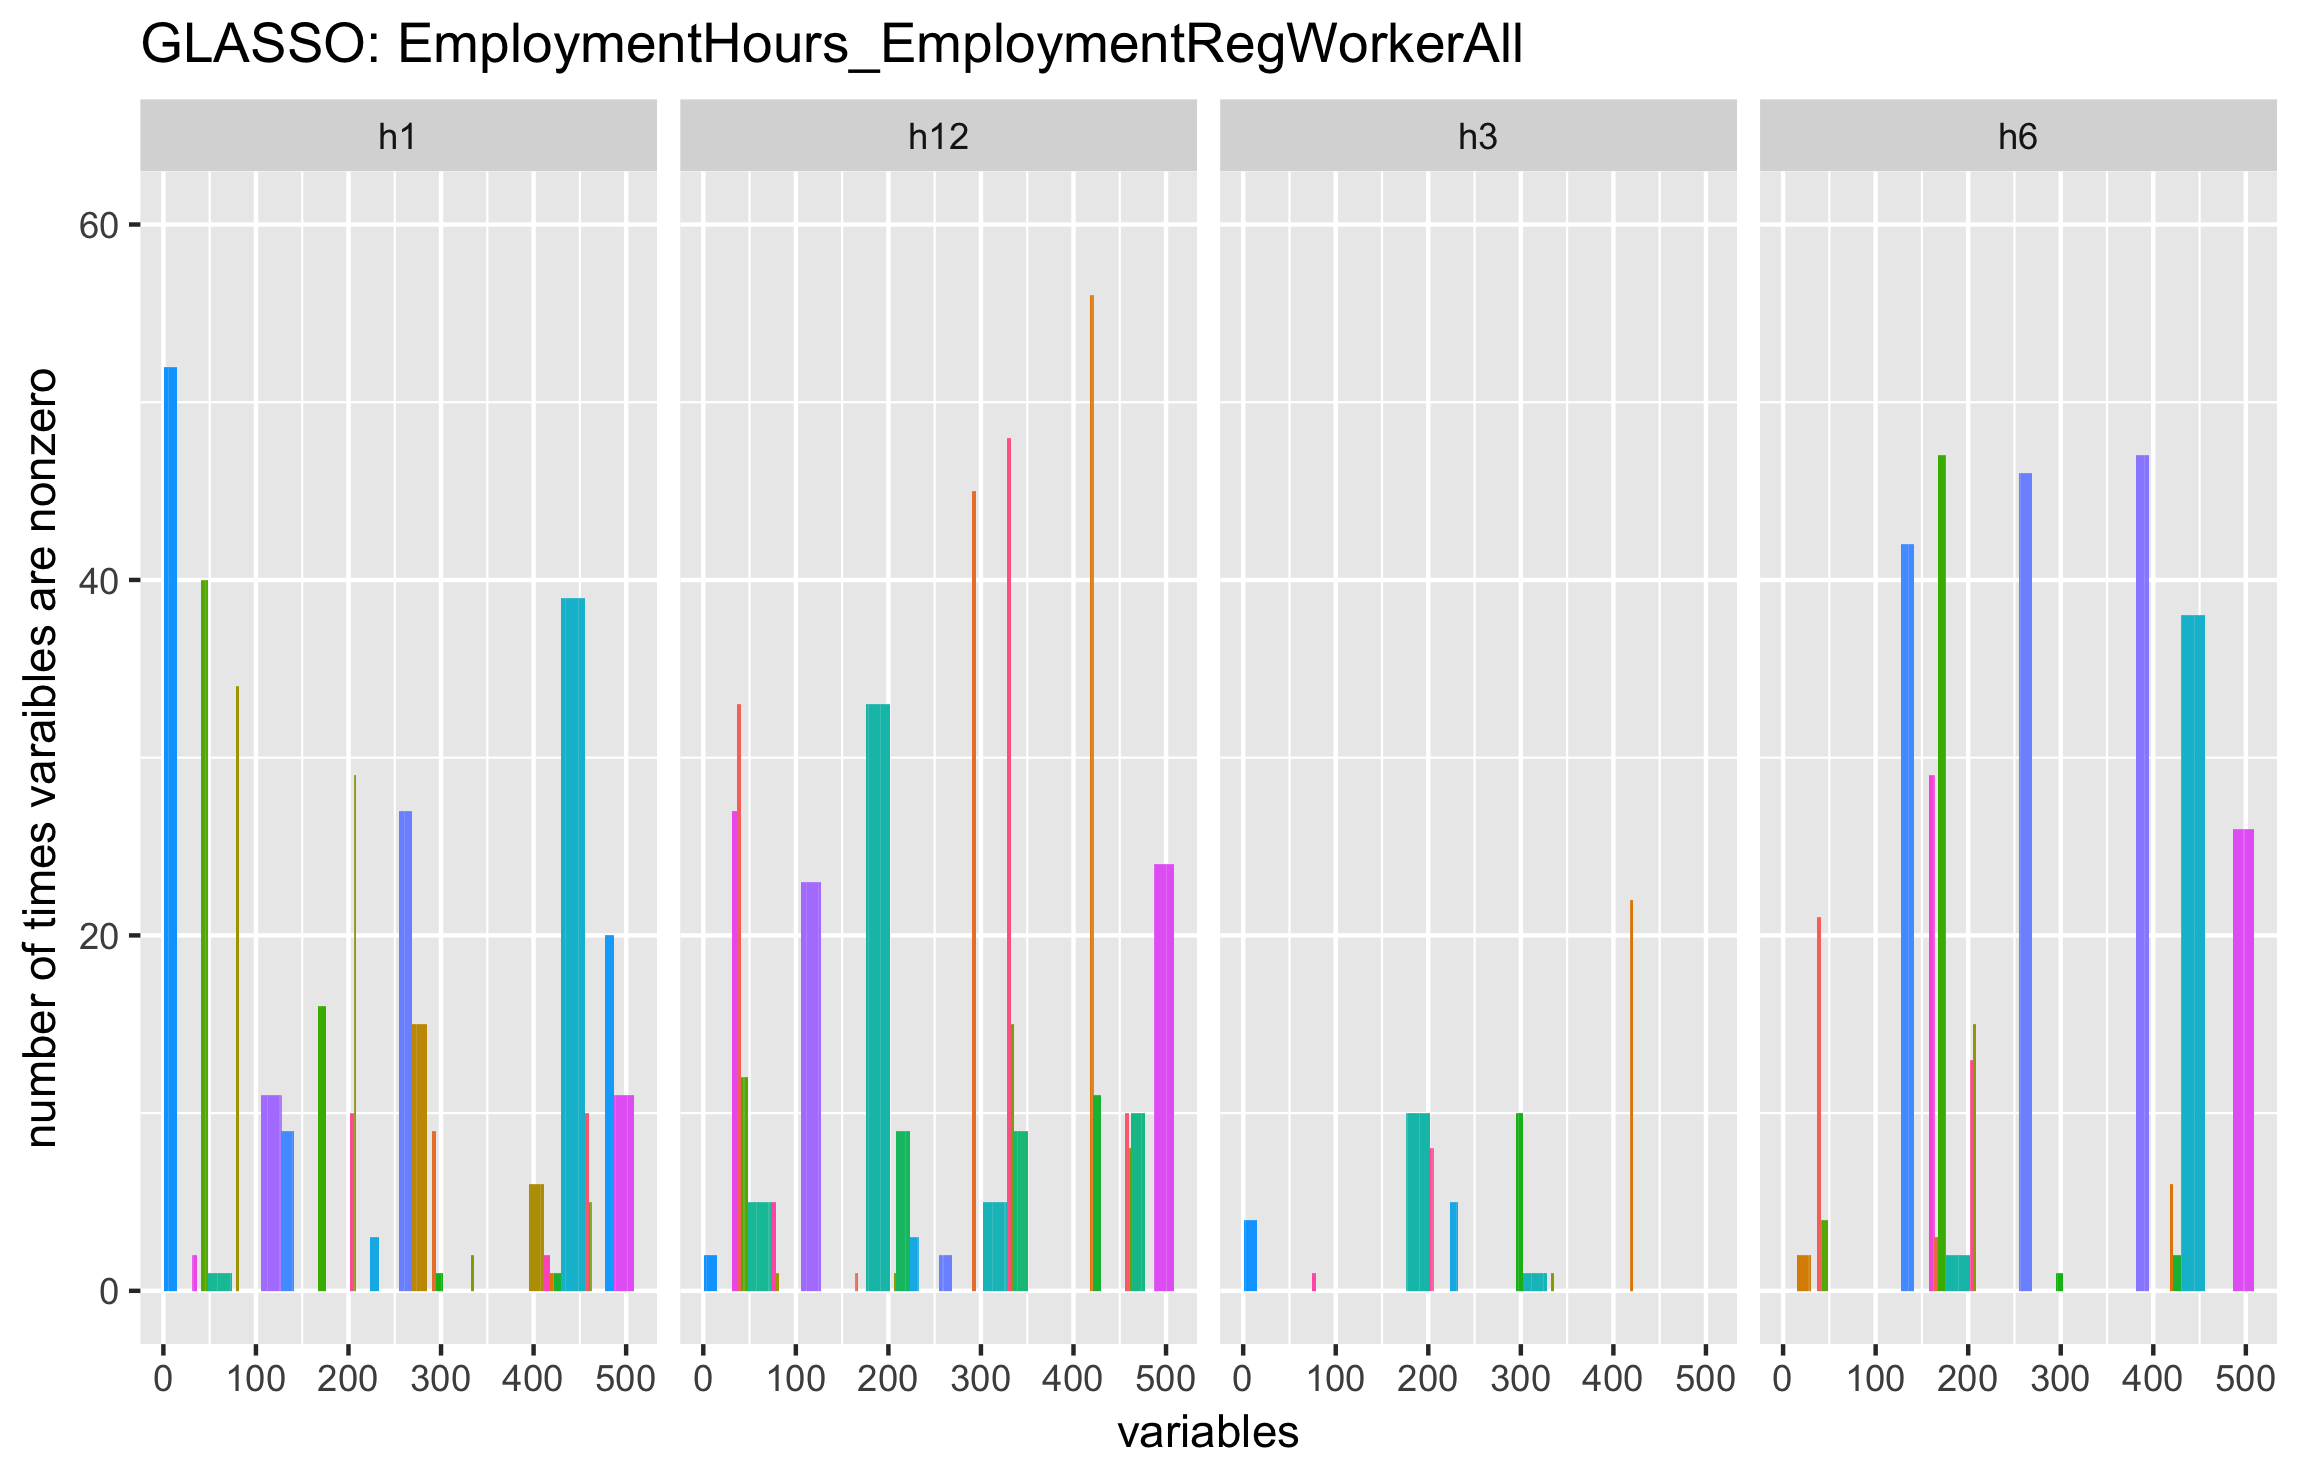 GLASSO: EmploymentHours_EmploymentRegWorkerAll
h1 h12 h3 h6
60
40
20
0
number of times varaibles are nonzero
0 100 200 300 400 500 0 100 200 300 400 500 0 100 200 300 400 500 0 100 200 300 400 500
variables